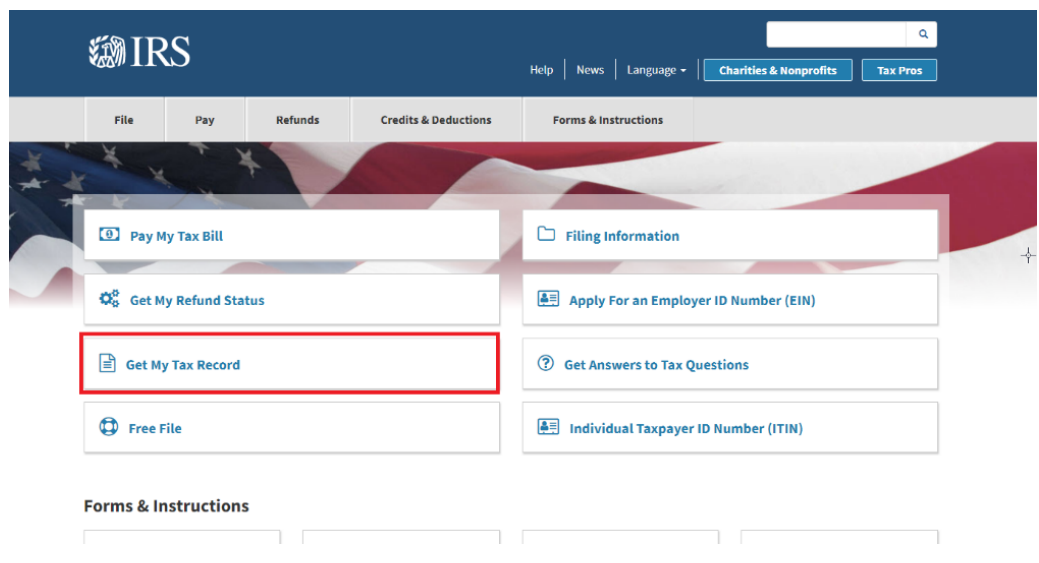 IRS
Help News Language Charities & Nonprofits Tax Pros
File Pay Refunds Credits & Deductions Forms & Instructions
Pay My Tax Bill
Filing Information
Get My Refund Status
Apply For an Employer ID Number (EIN)
Get My Tax Record
Get Answers to Tax Questions
Free File
Individual Taxpayer ID Number (ITIN)
Forms & Instructions